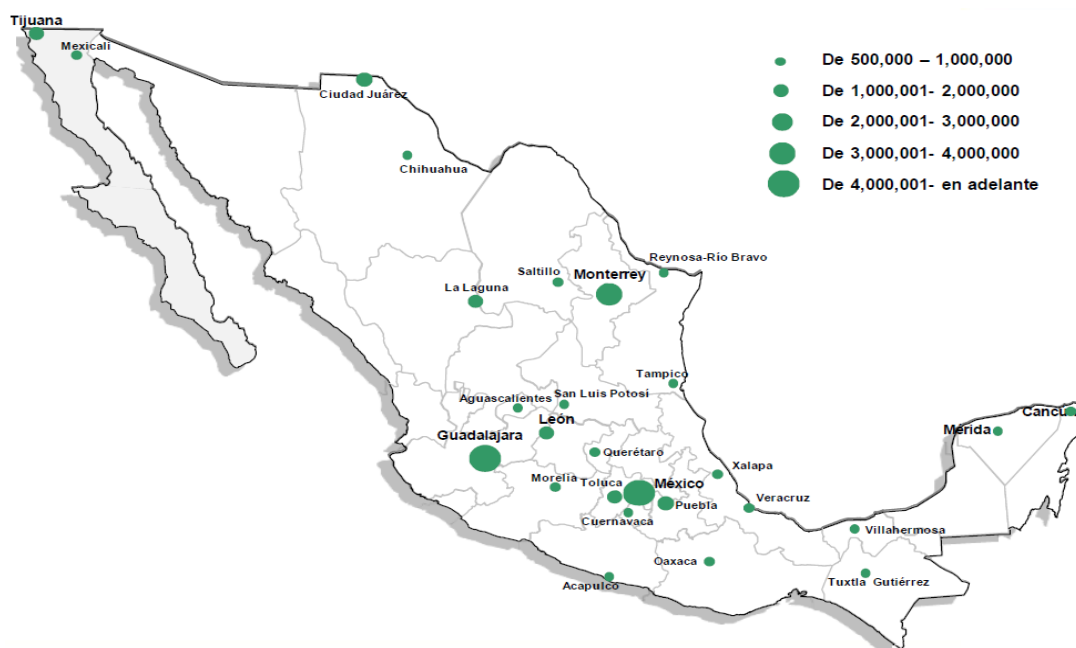 Tijuana
Mexicali
De 500,000 – 1,000,000
De 1,000,001- 2,000,000
De 2,000,001- 3,000,000
De 3,000,001- 4,000,000
De 4,000,001- en adelante
Ciudad Juárez
Chihuahua
Reynosa-Río Bravo
Saltillo
Monterrey
La Laguna
Tampico
Aguascalientes
San Luis Potosí
León
Cancún
Mérida
Guadalajara
Querétaro
Xalapa
Morelia
Toluca
México
Puebla
Veracruz
Cuernavaca
Villahermosa
Oaxaca
Acapulco
Tuxtla Gutiérrez